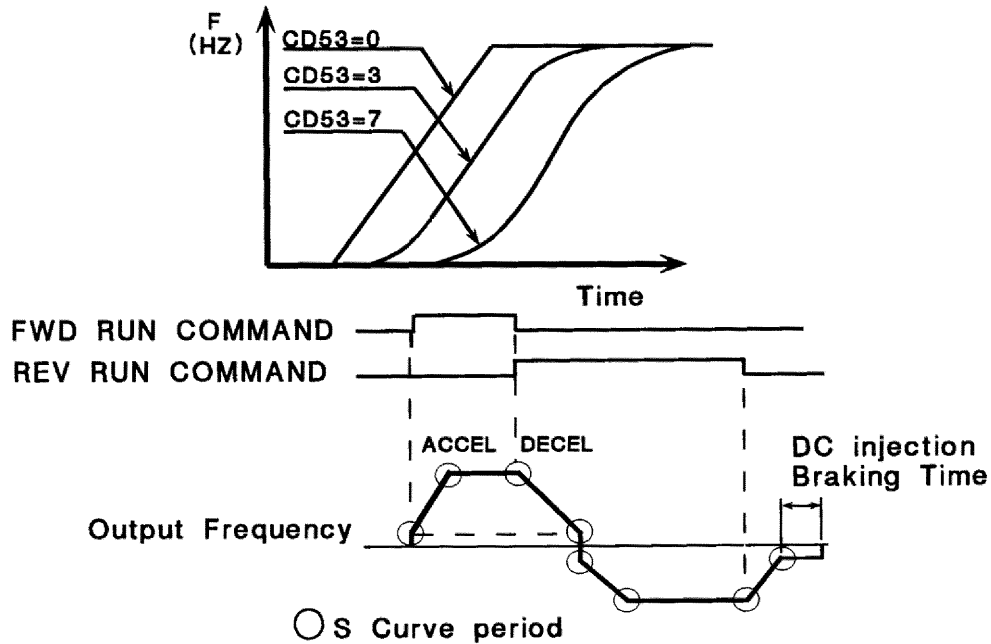 F
(HZ)
CD53=0
CD53=3
CD53=7
Time
FWD RUN COMMAND
REV RUN COMMAND
ACCEL DECEL
DC injection
Braking Time
Output Frequency
S Curve period